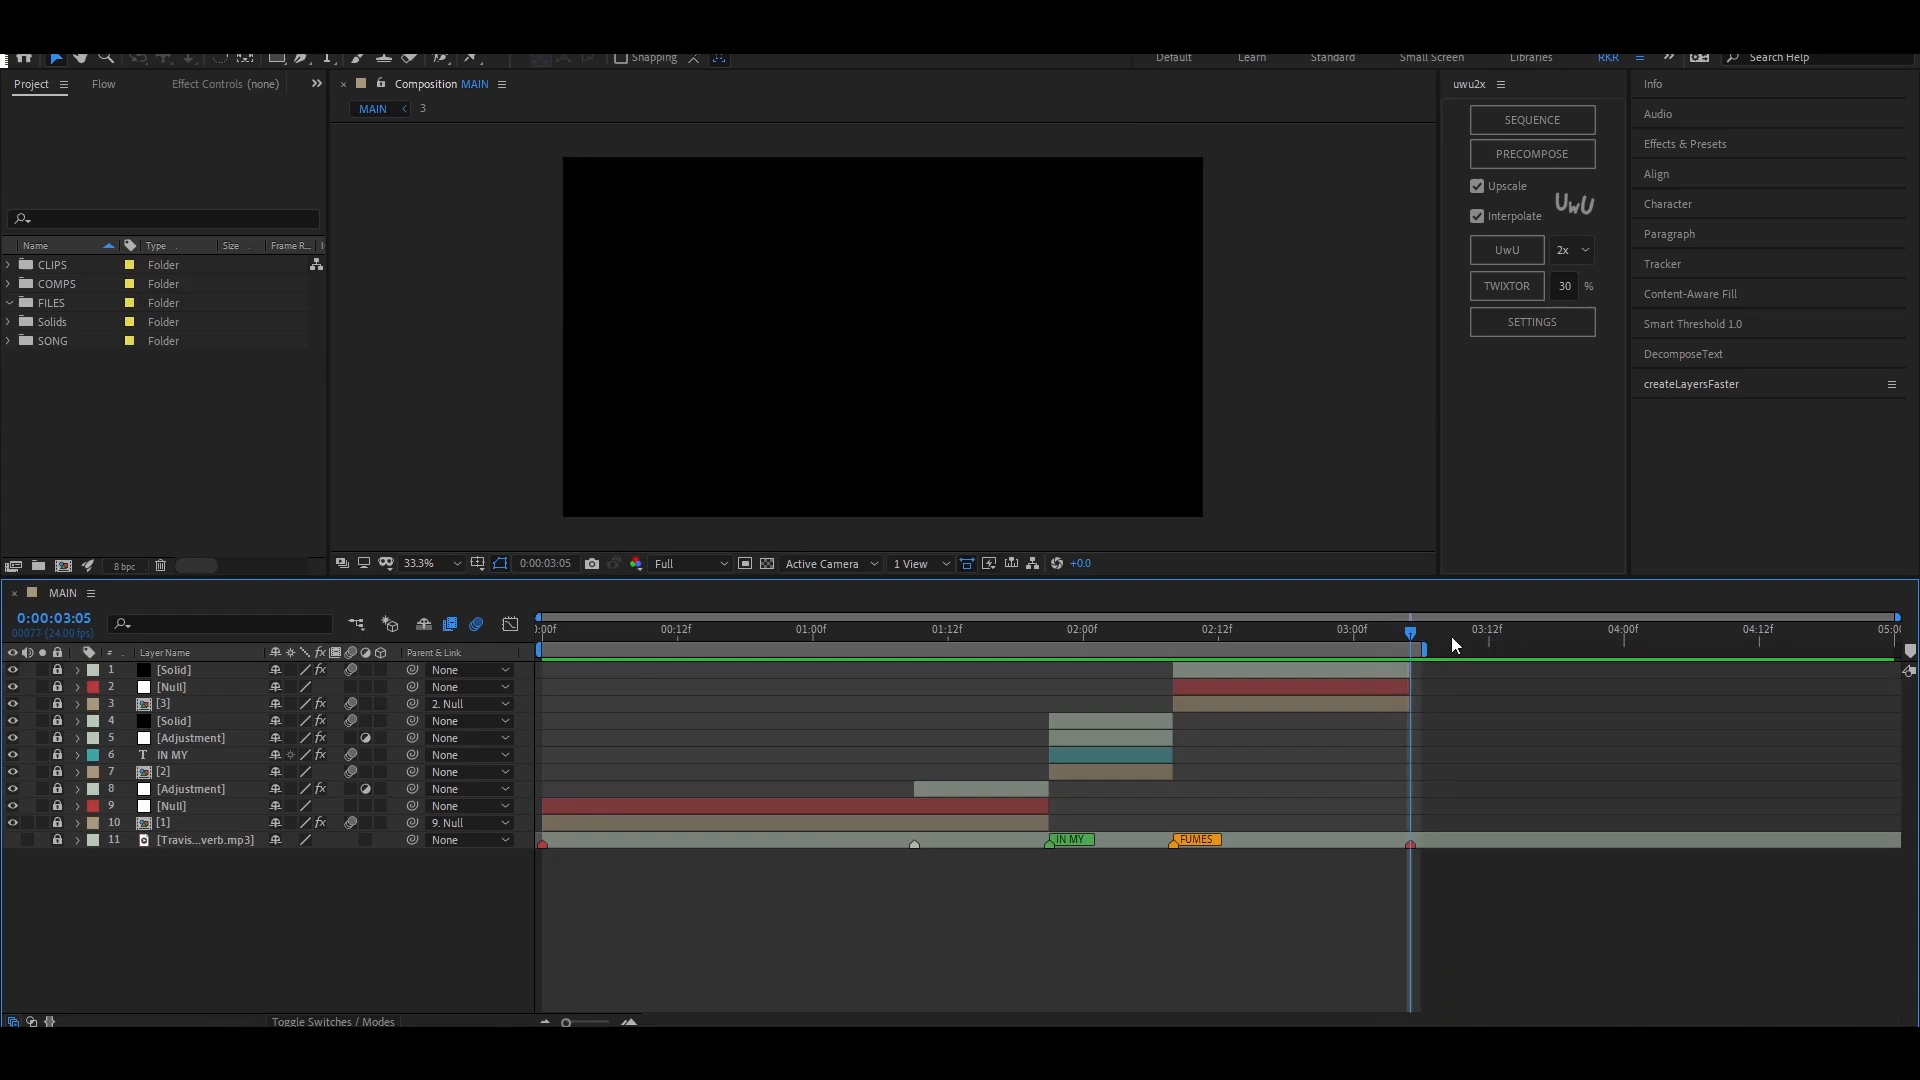 Snapping
Default Learn Standard Small Screen Libraries RKR Search Help
Project Flow Effect Controls (none)
Composition MAIN
MAIN 3
uwu2x
SEQUENCE
PRECOMPOSE
Upscale
UwU
Interpolate
UwU 2x
TWIXTOR 30 %
SETTINGS
Info
Audio
Effects & Presets
Align
Character
Paragraph
Tracker
Content-Aware Fill
Smart Threshold 1.0
DecomposeText
createLayersFaster
Name Type Size Frame R...
CLIPS Folder
COMPS Folder
FILES Folder
Solids Folder
SONG Folder
8 bpc
33.3% 0:00:03:05 Full Active Camera 1 View +0.0
MAIN
0:00:03:05
00077 (24.00 fps)
:00f 00:12f 01:00f 01:12f 02:00f 02:12f 03:00f 03:12f 04:00f 04:12f 05:0
# Layer Name Parent & Link
1 [Solid] None
2 [Null] None
3 [3] 2. Null
4 [Solid] None
5 [Adjustment] None
6 T IN MY None
7 [2] None
8 [Adjustment] None
9 [Null] None
10 [1] 9. Null
11 [Travis...verb.mp3] None
IN MY FUMES
Toggle Switches / Modes